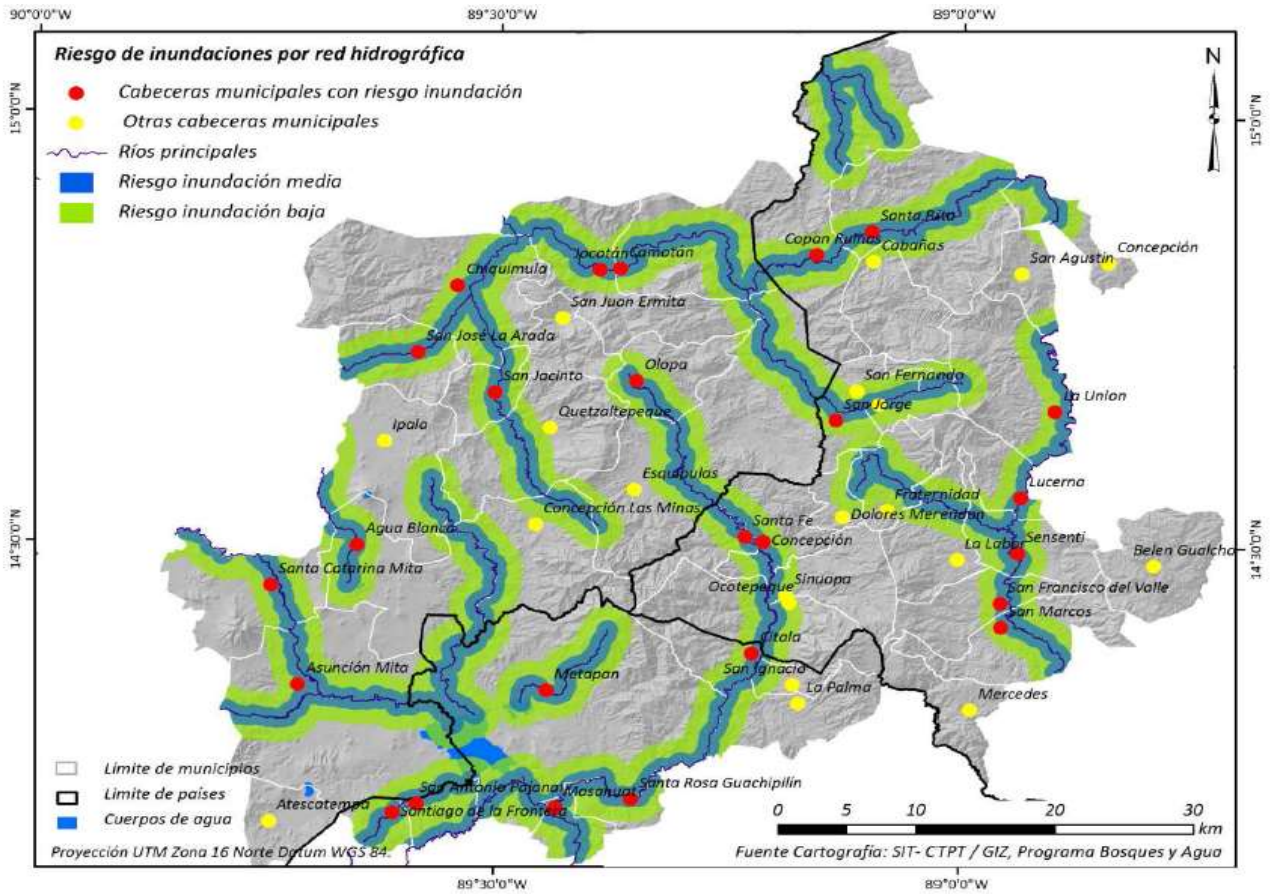 90°0'0"W
89°30'0"W
89°0'0"W
Riesgo de inundaciones por red hidrográfica
Cabeceras municipales con riesgo inundación
Otras cabeceras municipales
Ríos principales
Riesgo inundación media
Riesgo inundación baja
N
15°0'0"N
15°0'0"N
Santa Rita
Copan Ruinas
Cabañas
Concepción
San Agustin
Jocotán
Camotán
Chiquimula
San Juan Ermita
San José La Arada
Olopa
San Fernando
San Jacinto
San Jorge
La Union
Quetzaltepeque
Ipala
Esquipulas
Lucerna
Fraternidad
Concepción Las Minas
Dolores Merendon
Santa Fe
Agua Blanca
Concepción
Sensenti
La Labor
Belen Gualcho
14°30'0"N
14°30'0"N
Santa Catarina Mita
Ocotepeque
Sinuapa
San Francisco del Valle
San Marcos
Citala
San Ignacio
Asunción Mita
Metapan
La Palma
Mercedes
Limite de municipios
Limite de países
Cuerpos de agua
Santa Rosa Guachipilín
San Antonio Pajonal
Masahuat
Atescatempa
Santiago de la Frontera
0 5 10 20 30
km
Proyección UTM Zona 16 Norte Datum WGS 84.
Fuente Cartografía: SIT- CTPT / GIZ, Programa Bosques y Agua
89°30'0"W
89°0'0"W